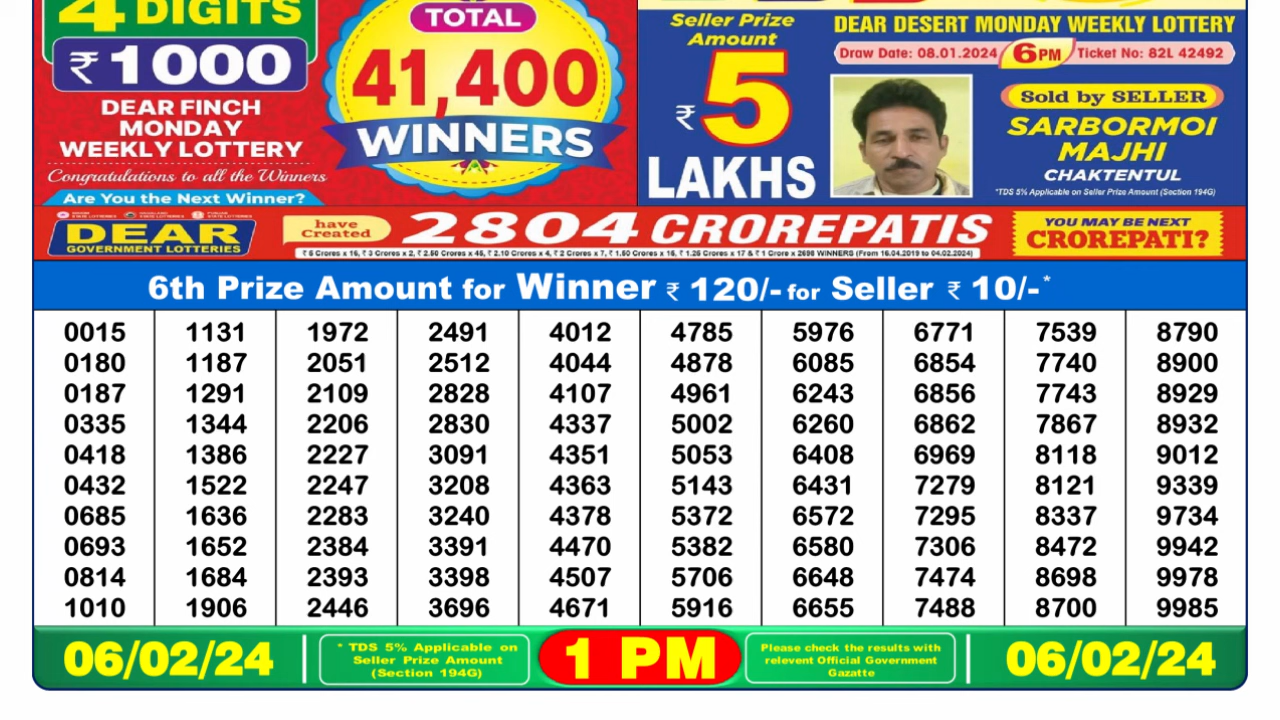 4 DIGITS
₹ 1000
DEAR FINCH
MONDAY
WEEKLY LOTTERY
Congratulations to all the Winners
Are You the Next Winner?
TOTAL
41,400
WINNERS
Seller Prize
Amount
₹ 5
LAKHS
DEAR DESERT MONDAY WEEKLY LOTTERY
Draw Date: 08.01.2024 6PM Ticket No: 82L 42492
Sold by SELLER
SARBORMOI
MAJHI
CHAKTENTUL
*TDS 5% Applicable on Seller Prize Amount (Section 194G)
DEAR
GOVERNMENT LOTTERIES
have
Created
2804 CROREPATIS
YOU MAY BE NEXT
CROREPATI?
6th Prize Amount for Winner ₹ 120/- for Seller ₹ 10/-*
0015 1131 1972 2491 4012 4785 5976 6771 7539 8790
0180 1187 2051 2512 4044 4878 6085 6854 7740 8900
0187 1291 2109 2828 4107 4961 6243 6856 7743 8929
0335 1344 2206 2830 4337 5002 6260 6862 7867 8932
0418 1386 2227 3091 4351 5053 6408 6969 8118 9012
0432 1522 2247 3208 4363 5143 6431 7279 8121 9339
0685 1636 2283 3240 4378 5372 6572 7295 8337 9734
0693 1652 2384 3391 4470 5382 6580 7306 8472 9942
0814 1684 2393 3398 4507 5706 6648 7474 8698 9978
1010 1906 2446 3696 4671 5916 6655 7488 8700 9985
06/02/24
* TDS 5% Applicable on
Seller Prize Amount
(Section 194G)
1 PM
Please check the results with
relevent Official Government
Gazatte
06/02/24